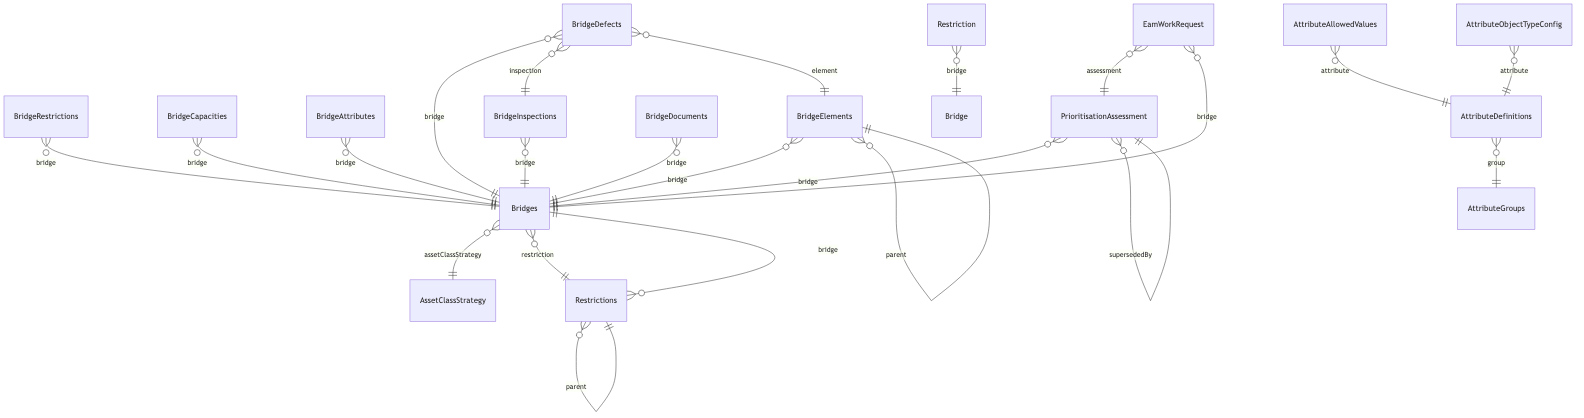 BridgeDefects
Restriction
EamWorkRequest
AttributeAllowedValues
AttributeObjectTypeConfig
inspection
element
bridge
assessment
attribute
attribute
BridgeRestrictions
BridgeCapacities
BridgeAttributes
bridge
BridgeInspections
BridgeDocuments
BridgeElements
Bridge
PrioritisationAssessment
bridge
AttributeDefinitions
bridge
bridge
bridge
bridge
bridge
group
bridge
bridge
Bridges
AttributeGroups
assetClassStrategy
restriction
bridge
parent
supersededBy
AssetClassStrategy
Restrictions
parent